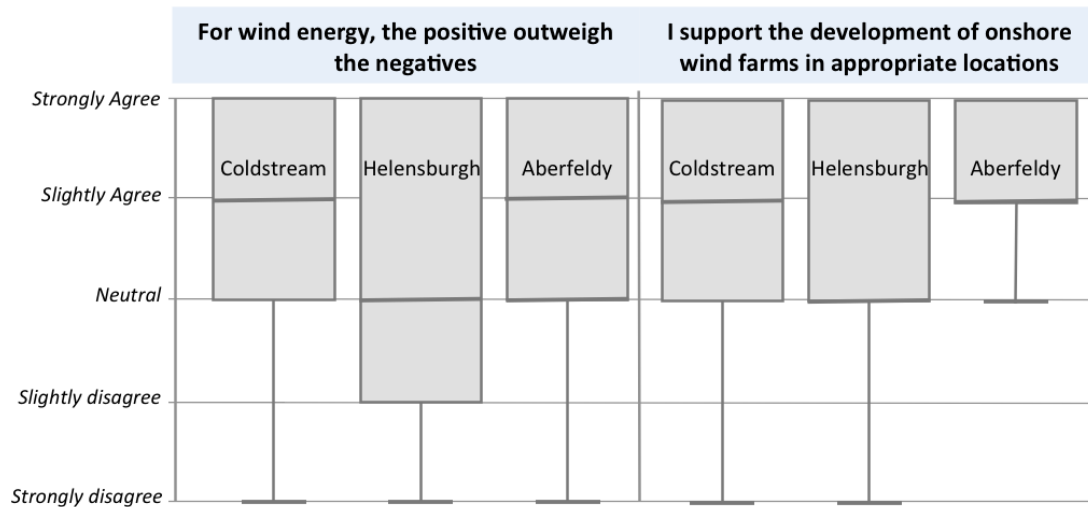 For wind energy, the positive outweigh
the negatives
I support the development of onshore
wind farms in appropriate locations
Strongly Agree
Coldstream
Helensburgh
Aberfeldy
Coldstream
Helensburgh
Aberfeldy
Slightly Agree
Neutral
Slightly disagree
Strongly disagree